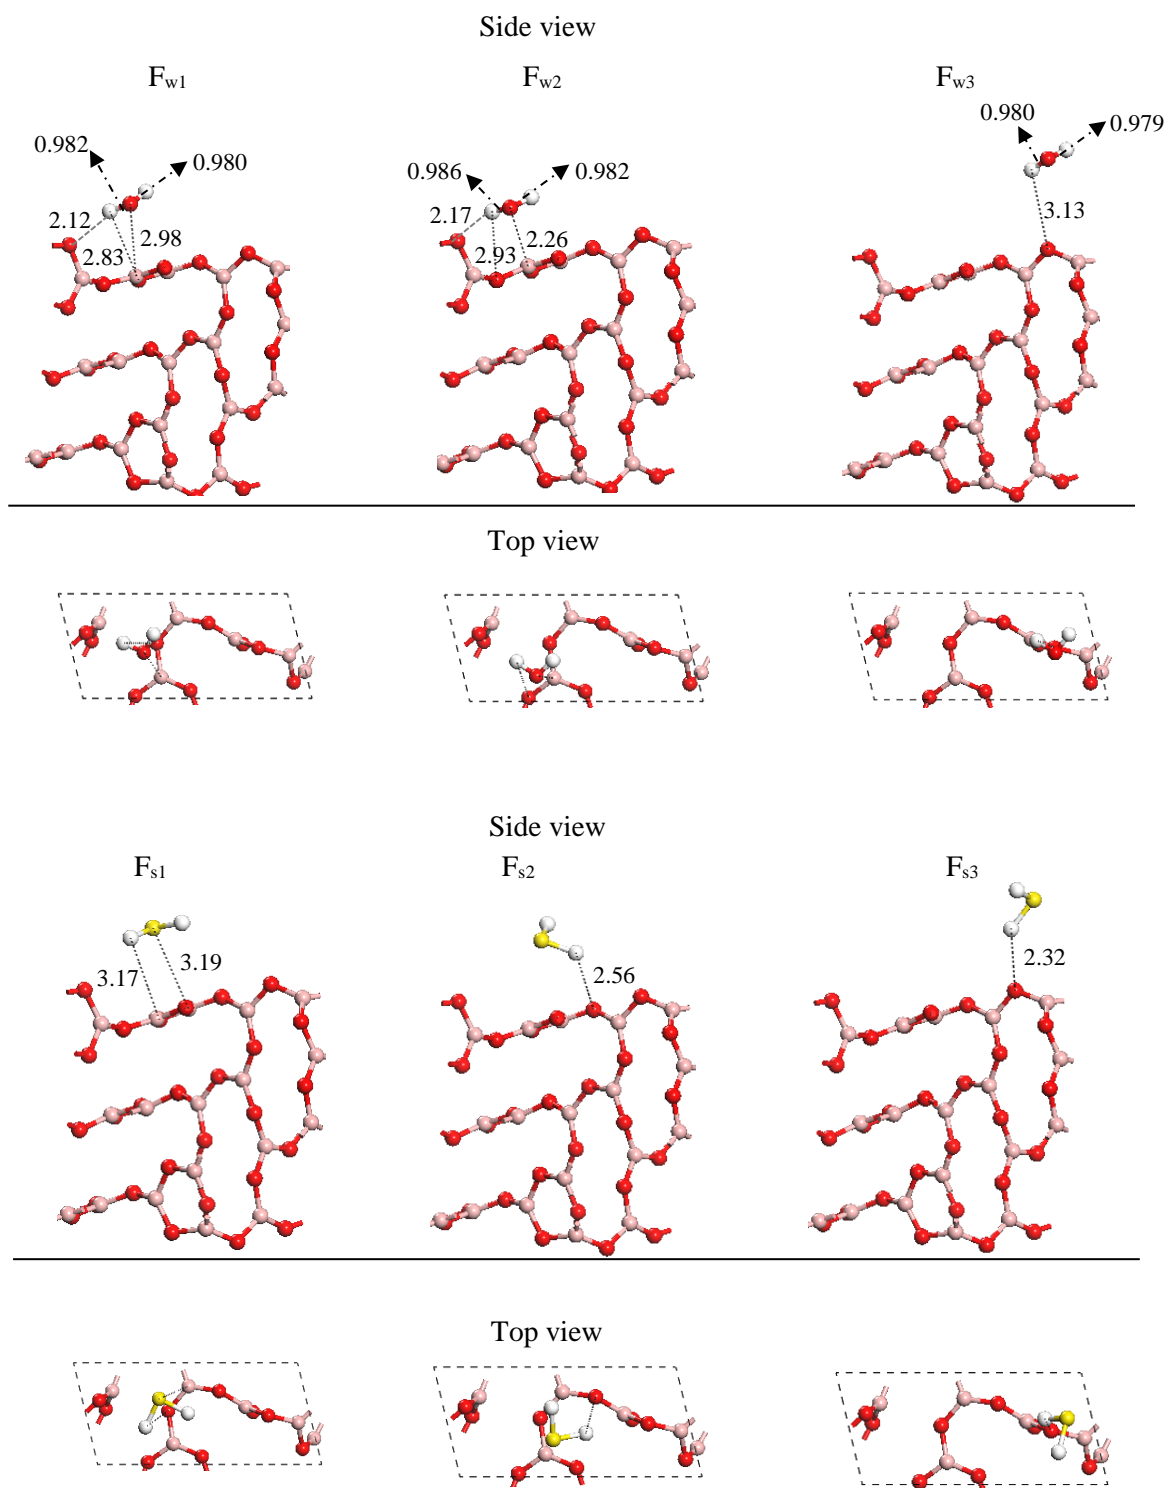 Side view
Fw1 Fw2 Fw3
0.982 0.980 2.12 2.83 2.98
0.986 0.982 2.17 2.93 2.26
0.980 0.979 3.13
Top view
Side view
Fs1 Fs2 Fs3
3.17 3.19 2.56 2.32
Top view